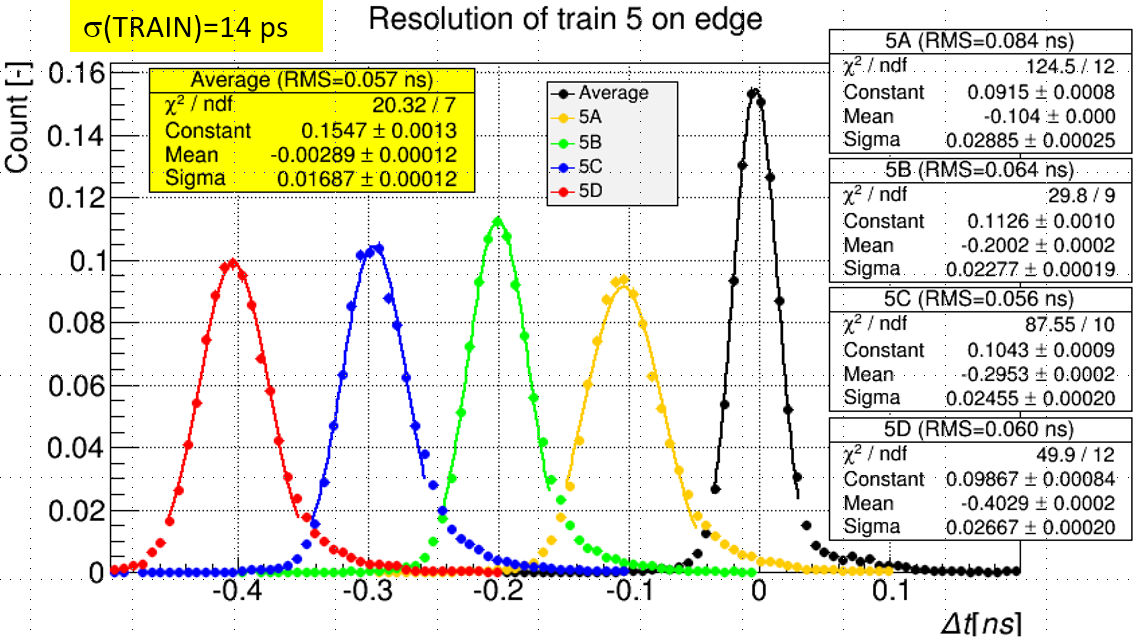 σ(TRAIN)=14 ps
Resolution of train 5 on edge
Count [-]
0.16
0.14
0.12
0.1
0.08
0.06
0.04
0.02
0
-0.4
-0.3
-0.2
-0.1
0
0.1
Δt[ns]
Average (RMS=0.057 ns)
χ² / ndf 20.32 / 7
Constant 0.1547 ± 0.0013
Mean -0.00289 ± 0.00012
Sigma 0.01687 ± 0.00012
Average
5A
5B
5C
5D
5A (RMS=0.084 ns)
χ² / ndf 124.5 / 12
Constant 0.0915 ± 0.0008
Mean -0.104 ± 0.000
Sigma 0.02885 ± 0.00025
5B (RMS=0.064 ns)
χ² / ndf 29.8 / 9
Constant 0.1126 ± 0.0010
Mean -0.2002 ± 0.0002
Sigma 0.02277 ± 0.00019
5C (RMS=0.056 ns)
χ² / ndf 87.55 / 10
Constant 0.1043 ± 0.0009
Mean -0.2953 ± 0.0002
Sigma 0.02455 ± 0.00020
5D (RMS=0.060 ns)
χ² / ndf 49.9 / 12
Constant 0.09867 ± 0.00084
Mean -0.4029 ± 0.0002
Sigma 0.02667 ± 0.00020